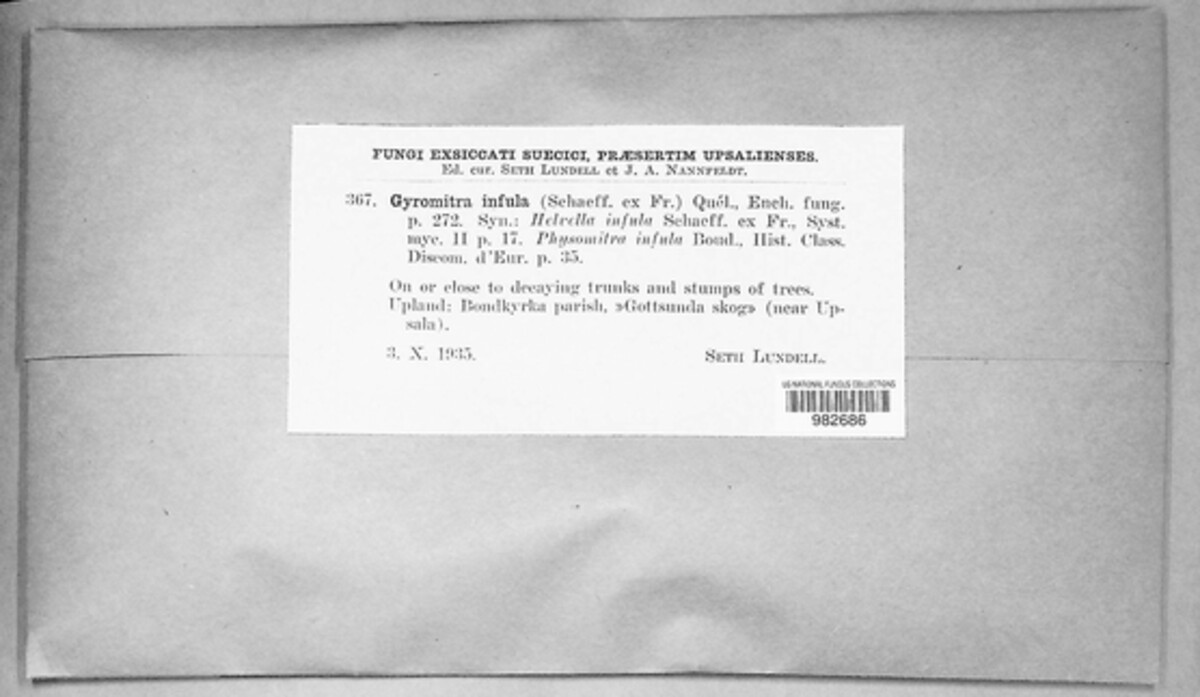 FUNGI EXSICCATI SUECICI, PRÆSERTIM UPSALIENSES.
Ed. cur. SETH LUNDELL et J. A. NANNFELDT.
367. Gyromitra infula (Schaeff. ex Fr.) Quél., Ench. fung.
p. 272. Syn.: Helvella infula Schaeff. ex Fr., Syst.
myc. II p. 17. Physomitra infula Boud., Hist. Class.
Discom. d'Eur. p. 35.
On or close to decaying trunks and stumps of trees.
Upland: Bondkyrka parish, »Gottsunda skog» (near Up-
sala).
3. X. 1935.
SETH LUNDELL.
US NATIONAL FUNGUS COLLECTIONS
982686